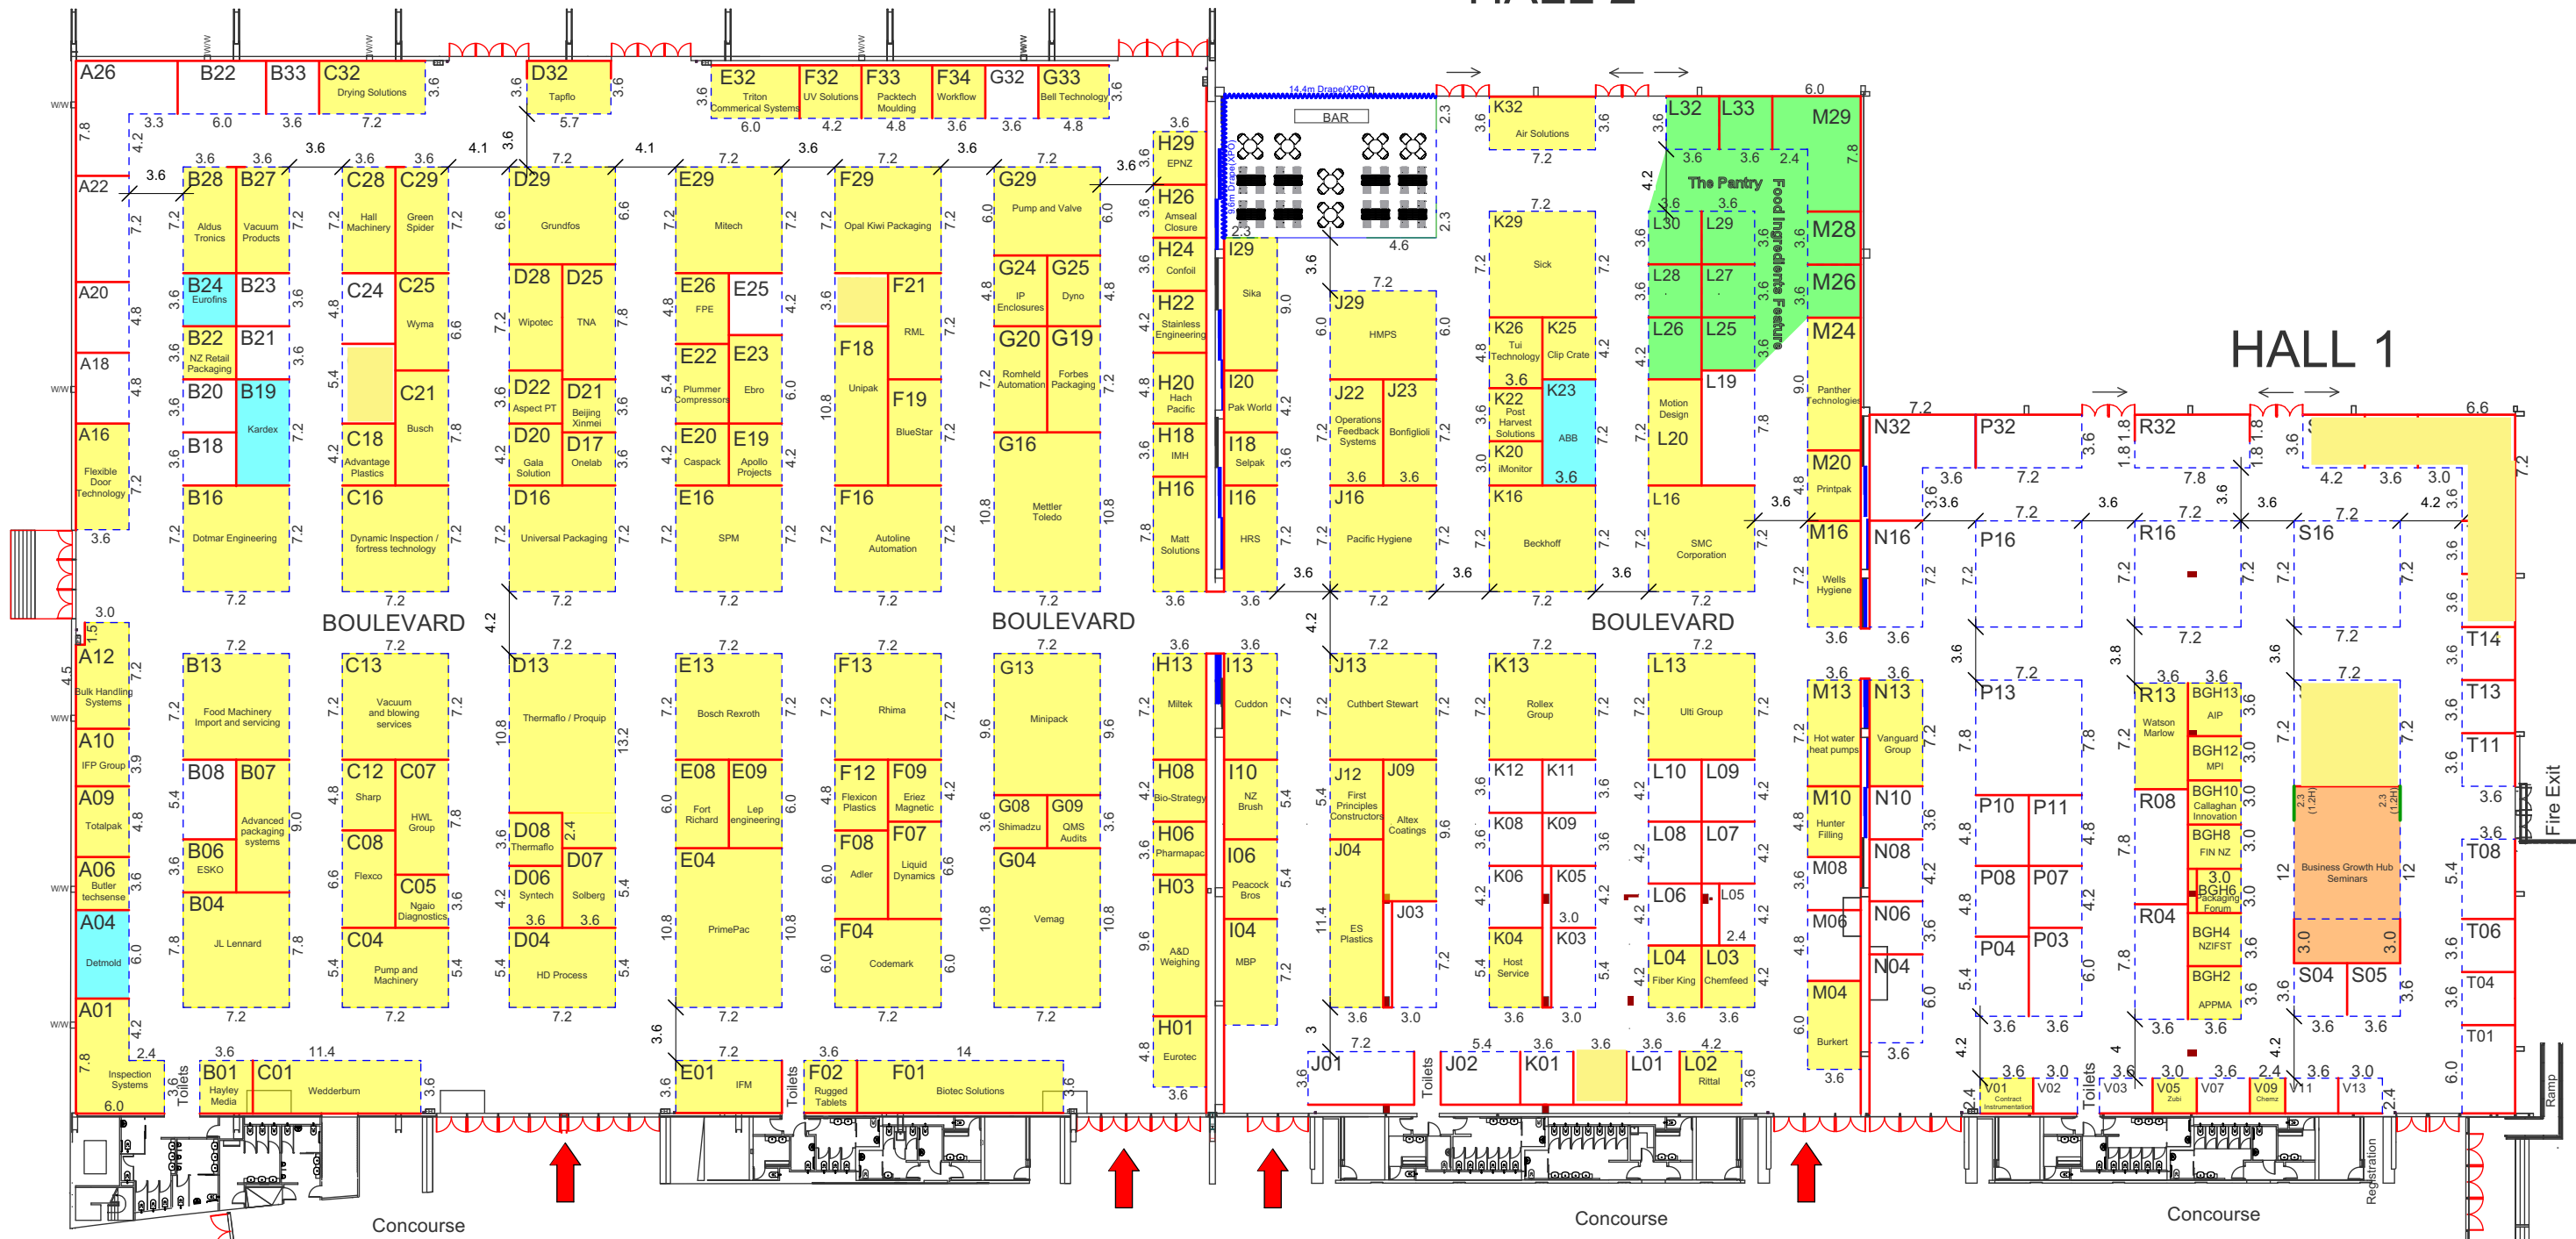 HALL 2
HALL 1
A26
B22
B33
C32
Drying Solutions
D32
Tapflo
E32
Triton
Commerical Systems
F32
UV Solutions
F33
Packtech
Moulding
F34
Workflow
G32
G33
Bell Technology
14.4m Drape(XPO)
9.6m Drape(XPO)
BAR
K32
Air Solutions
L32
L33
M29
The Pantry
Food Ingredients Feature
H29
EPNZ
H26
Amseal
Closure
H24
Confoil
H22
Stainless
Engineering
H20
Hach
Pacific
H18
IMH
H16
Matt
Solutions
A22
A20
A18
A16
Flexible
Door
Technology
B28
Aldus
Tronics
B27
Vacuum
Products
B24
Eurofins
B23
B22
NZ Retail
Packaging
B21
B20
B19
Kardex
B18
B16
Dotmar Engineering
C28
Hall
Machinery
C29
Green
Spider
C24
C25
Wyma
C21
Busch
C18
Advantage
Plastics
C16
Dynamic Inspection /
fortress technology
D29
Grundfos
D28
Wipotec
D25
TNA
D22
Aspect PT
D21
Beijing
Xinmei
D20
Gala
Solution
D17
Onelab
D16
Universal Packaging
E29
Mitech
E26
FPE
E25
E22
Plummer
Compressors
E23
Ebro
E20
Caspack
E19
Apollo
Projects
E16
SPM
F29
Opal Kiwi Packaging
F21
RML
F18
Unipak
F19
BlueStar
F16
Autoline
Automation
G29
Pump and Valve
G24
IP
Enclosures
G25
Dyno
G20
Romheld
Automation
G19
Forbes
Packaging
G16
Mettler
Toledo
I29
Sika
I20
Pak World
I18
Selpak
I16
HRS
J29
HMPS
J22
Operations
Feedback
Systems
J23
Bonfiglioli
J16
Pacific Hygiene
K29
Sick
K26
Tui
Technology
K25
Clip Crate
K22
Post
Harvest
Solutions
K23
ABB
K20
iMonitor
K16
Beckhoff
L30
L29
L28
L27
L26
L25
Motion
Design
L20
L19
L16
SMC
Corporation
M28
M26
M24
Panther
Technologies
M20
Printpak
M16
Wells
Hygiene
N32
P32
R32
N16
P16
R16
S16
BOULEVARD
BOULEVARD
BOULEVARD
A12
Bulk Handling
Systems
A10
IFP Group
A09
Totalpak
A06
Butler
techsense
A04
Detmold
A01
Inspection
Systems
B13
Food Machinery
Import and servicing
B08
B07
Advanced
packaging
systems
B06
ESKO
B04
JL Lennard
B01
Hayley
Media
C01
Wedderburn
C13
Vacuum
and blowing
services
C12
Sharp
C07
HWL
Group
C08
Flexco
C05
Ngaio
Diagnostics
C04
Pump and
Machinery
D13
Thermaflo / Proquip
D08
Thermaflo
D07
Solberg
D06
Syntech
D04
HD Process
E13
Bosch Rexroth
E08
Fort
Richard
E09
Lep
engineering
E04
PrimePac
E01
IFM
F13
Rhima
F12
Flexicon
Plastics
F09
Eriez
Magnetic
F08
Adler
F07
Liquid
Dynamics
F04
Codemark
F02
Rugged
Tablets
F01
Biotec Solutions
G13
Minipack
G08
Shimadzu
G09
QMS
Audits
G04
Vemag
H13
Miltek
H08
Bio-Strategy
H06
Pharmapac
H03
A&D
Weighing
H01
Eurotec
I13
Cuddon
I10
NZ
Brush
I06
Peacock
Bros
I04
MBP
J13
Cuthbert Stewart
J12
First
Principles
Constructors
J09
Altex
Coatings
J04
ES
Plastics
J03
J01
J02
K13
Rollex
Group
K12
K11
K08
K09
K06
K05
K04
Host
Service
K03
K01
L13
Ulti Group
L10
L09
L08
L07
L06
L05
L04
Fiber King
L03
Chemfeed
L01
L02
Rittal
M13
Hot water
heat pumps
M10
Hunter
Filling
M08
M06
M04
Burkert
N13
Vanguard
Group
N10
N08
N06
N04
P13
P10
P11
P08
P07
P04
P03
R13
Watson
Marlow
R08
R04
BGH13
AIP
BGH12
MPI
BGH10
Callaghan
Innovation
BGH8
FIN NZ
BGH6
Packaging
Forum
BGH4
NZIFST
BGH2
APPMA
Business Growth Hub
Seminars
S04
S05
T14
T13
T11
T08
T06
T04
T01
V01
Contract
Instrumentation
V02
V03
V05
Zubi
V07
V09
Chemz
V11
V13
Toilets
Toilets
Toilets
Toilets
Fire Exit
Ramp
Registration
Concourse
Concourse
Concourse